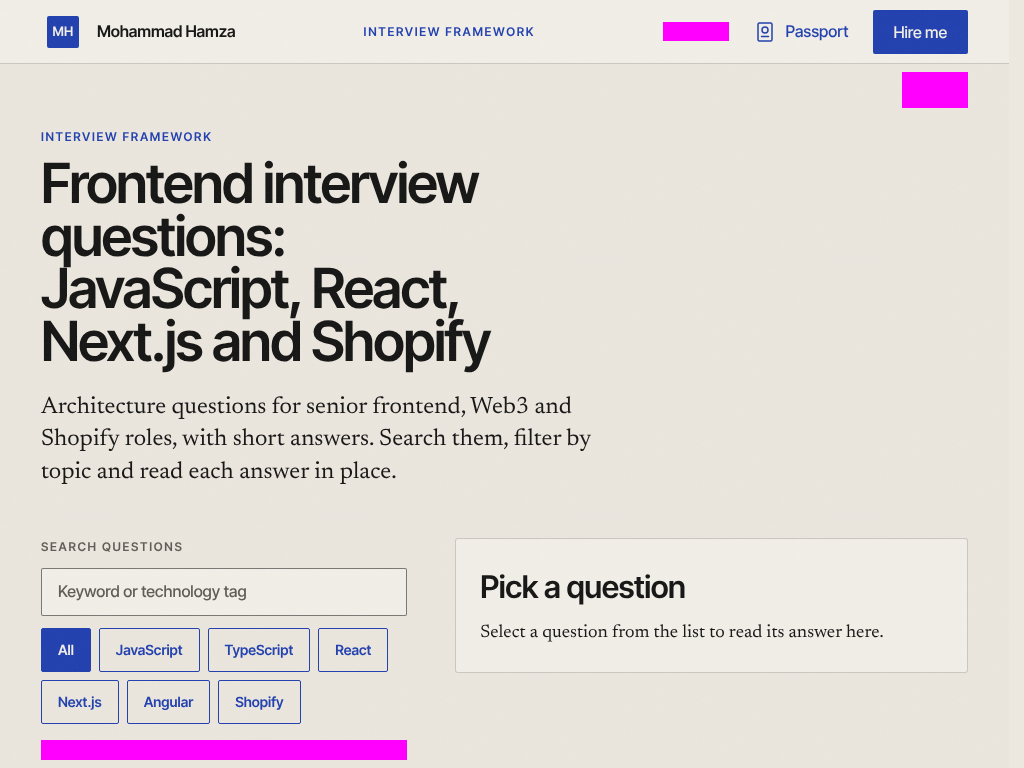 MH
Mohammad Hamza
INTERVIEW FRAMEWORK
Passport
Hire me
INTERVIEW FRAMEWORK
Frontend interview
questions:
JavaScript, React,
Next.js and Shopify
Architecture questions for senior frontend, Web3 and
Shopify roles, with short answers. Search them, filter by
topic and read each answer in place.
SEARCH QUESTIONS
Keyword or technology tag
All
JavaScript
TypeScript
React
Next.js
Angular
Shopify
Pick a question
Select a question from the list to read its answer here.